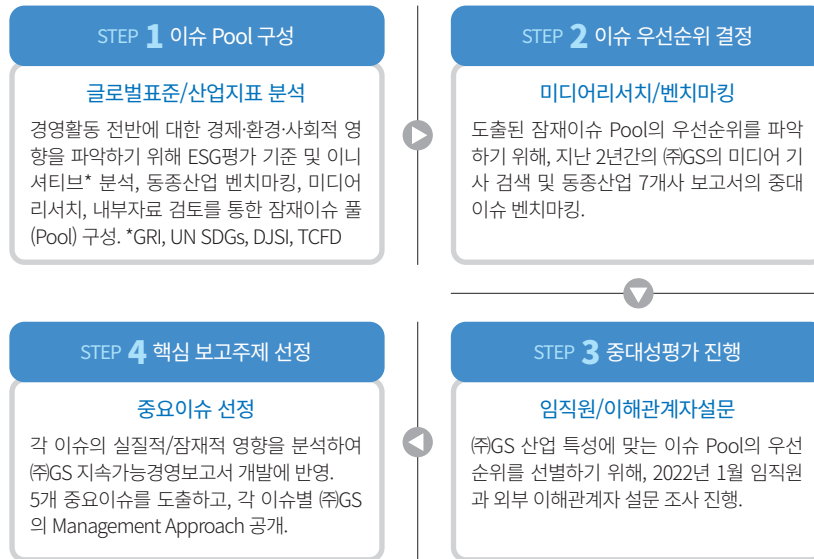 STEP 1 이슈 Pool 구성
글로벌표준/산업지표 분석
경영활동 전반에 대한 경제·환경·사회적 영
향을 파악하기 위해 ESG평가 기준 및 이니
셔티브* 분석, 동종산업 벤치마킹, 미디어
리서치, 내부자료 검토를 통한 잠재이슈 풀
(Pool) 구성. *GRI, UN SDGs, DJSI, TCFD
STEP 2 이슈 우선순위 결정
미디어리서치/벤치마킹
도출된 잠재이슈 Pool의 우선순위를 파악
하기 위해, 지난 2년간의 ㈜GS의 미디어 기
사 검색 및 동종산업 7개사 보고서의 중대
이슈 벤치마킹.
STEP 3 중대성평가 진행
임직원/이해관계자설문
㈜GS 산업 특성에 맞는 이슈 Pool의 우선
순위를 선별하기 위해, 2022년 1월 임직원
과 외부 이해관계자 설문 조사 진행.
STEP 4 핵심 보고주제 선정
중요이슈 선정
각 이슈의 실질적/잠재적 영향을 분석하여
㈜GS 지속가능경영보고서 개발에 반영.
5개 중요이슈를 도출하고, 각 이슈별 ㈜GS
의 Management Approach 공개.